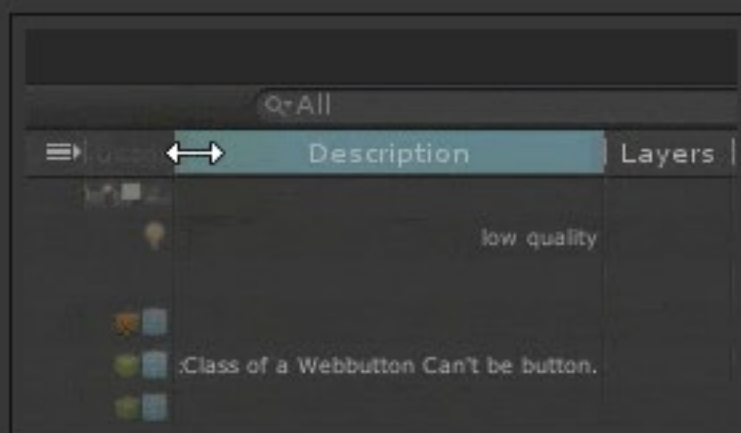 All
Description
Layers
low quality
:Class of a Webbutton Can't be button.